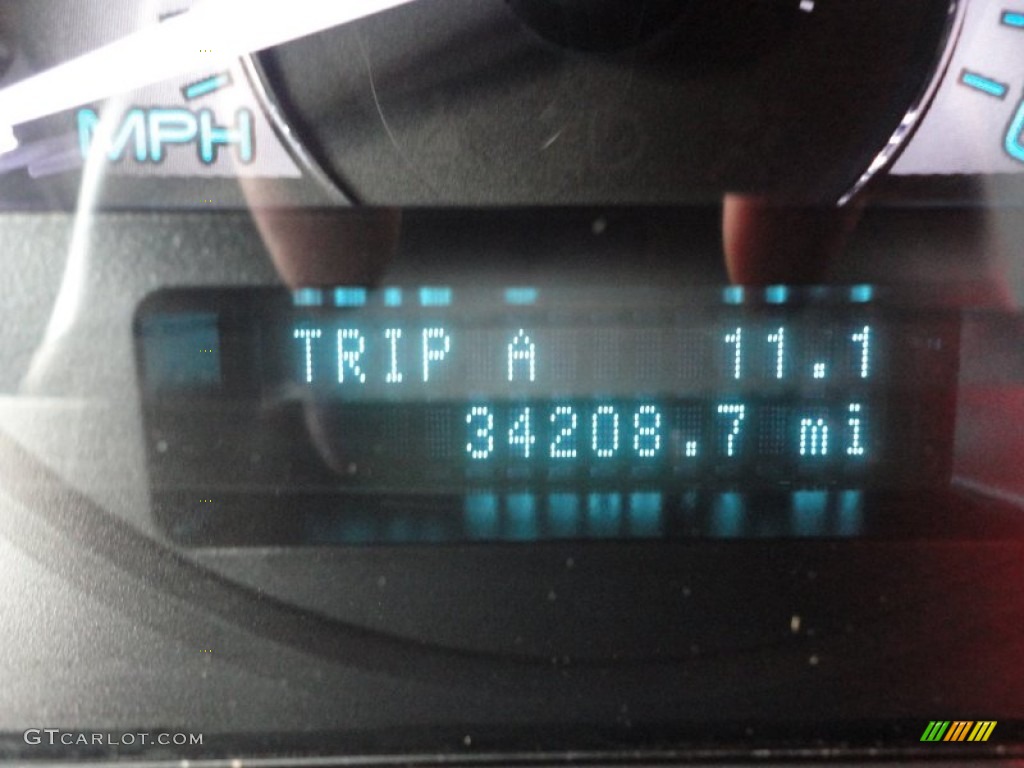 MPH
TRIP A 11.1
34208.7 mi
GTCARLOT.COM